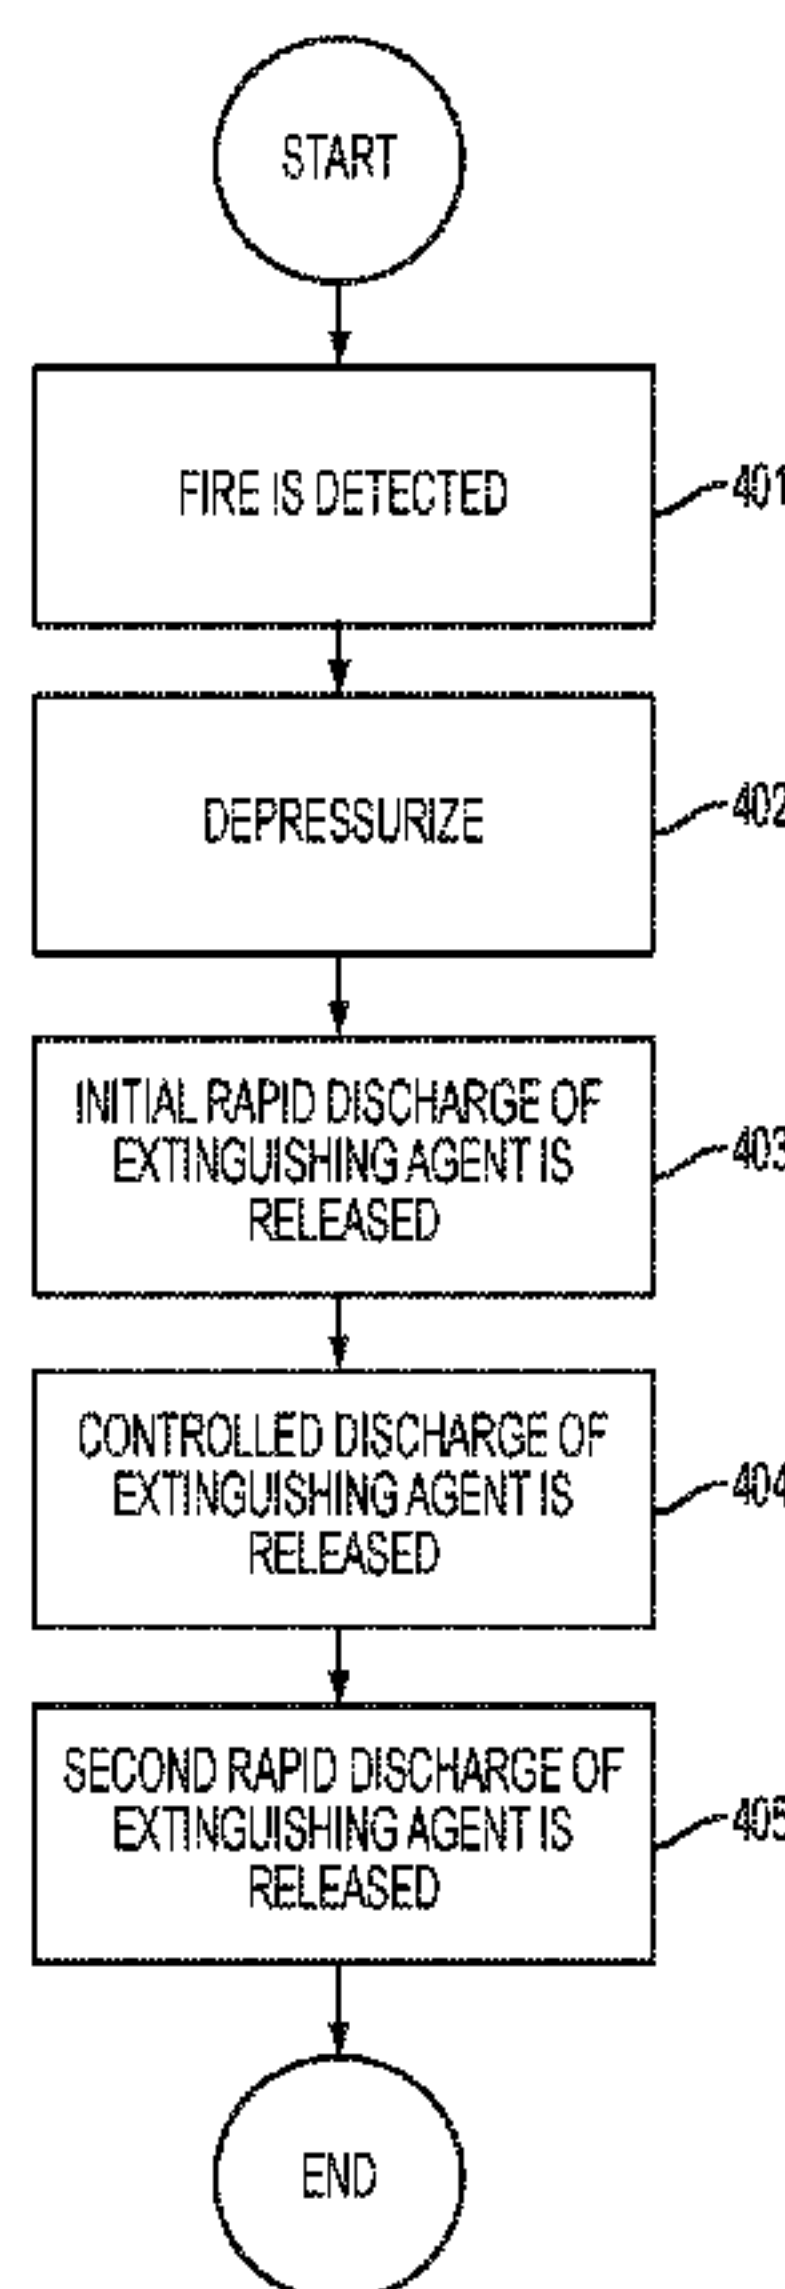 START
FIRE IS DETECTED
401
DEPRESSURIZE
402
INITIAL RAPID DISCHARGE OF
EXTINGUISHING AGENT IS
RELEASED
403
CONTROLLED DISCHARGE OF
EXTINGUISHING AGENT IS
RELEASED
404
SECOND RAPID DISCHARGE OF
EXTINGUISHING AGENT IS
RELEASED
405
END